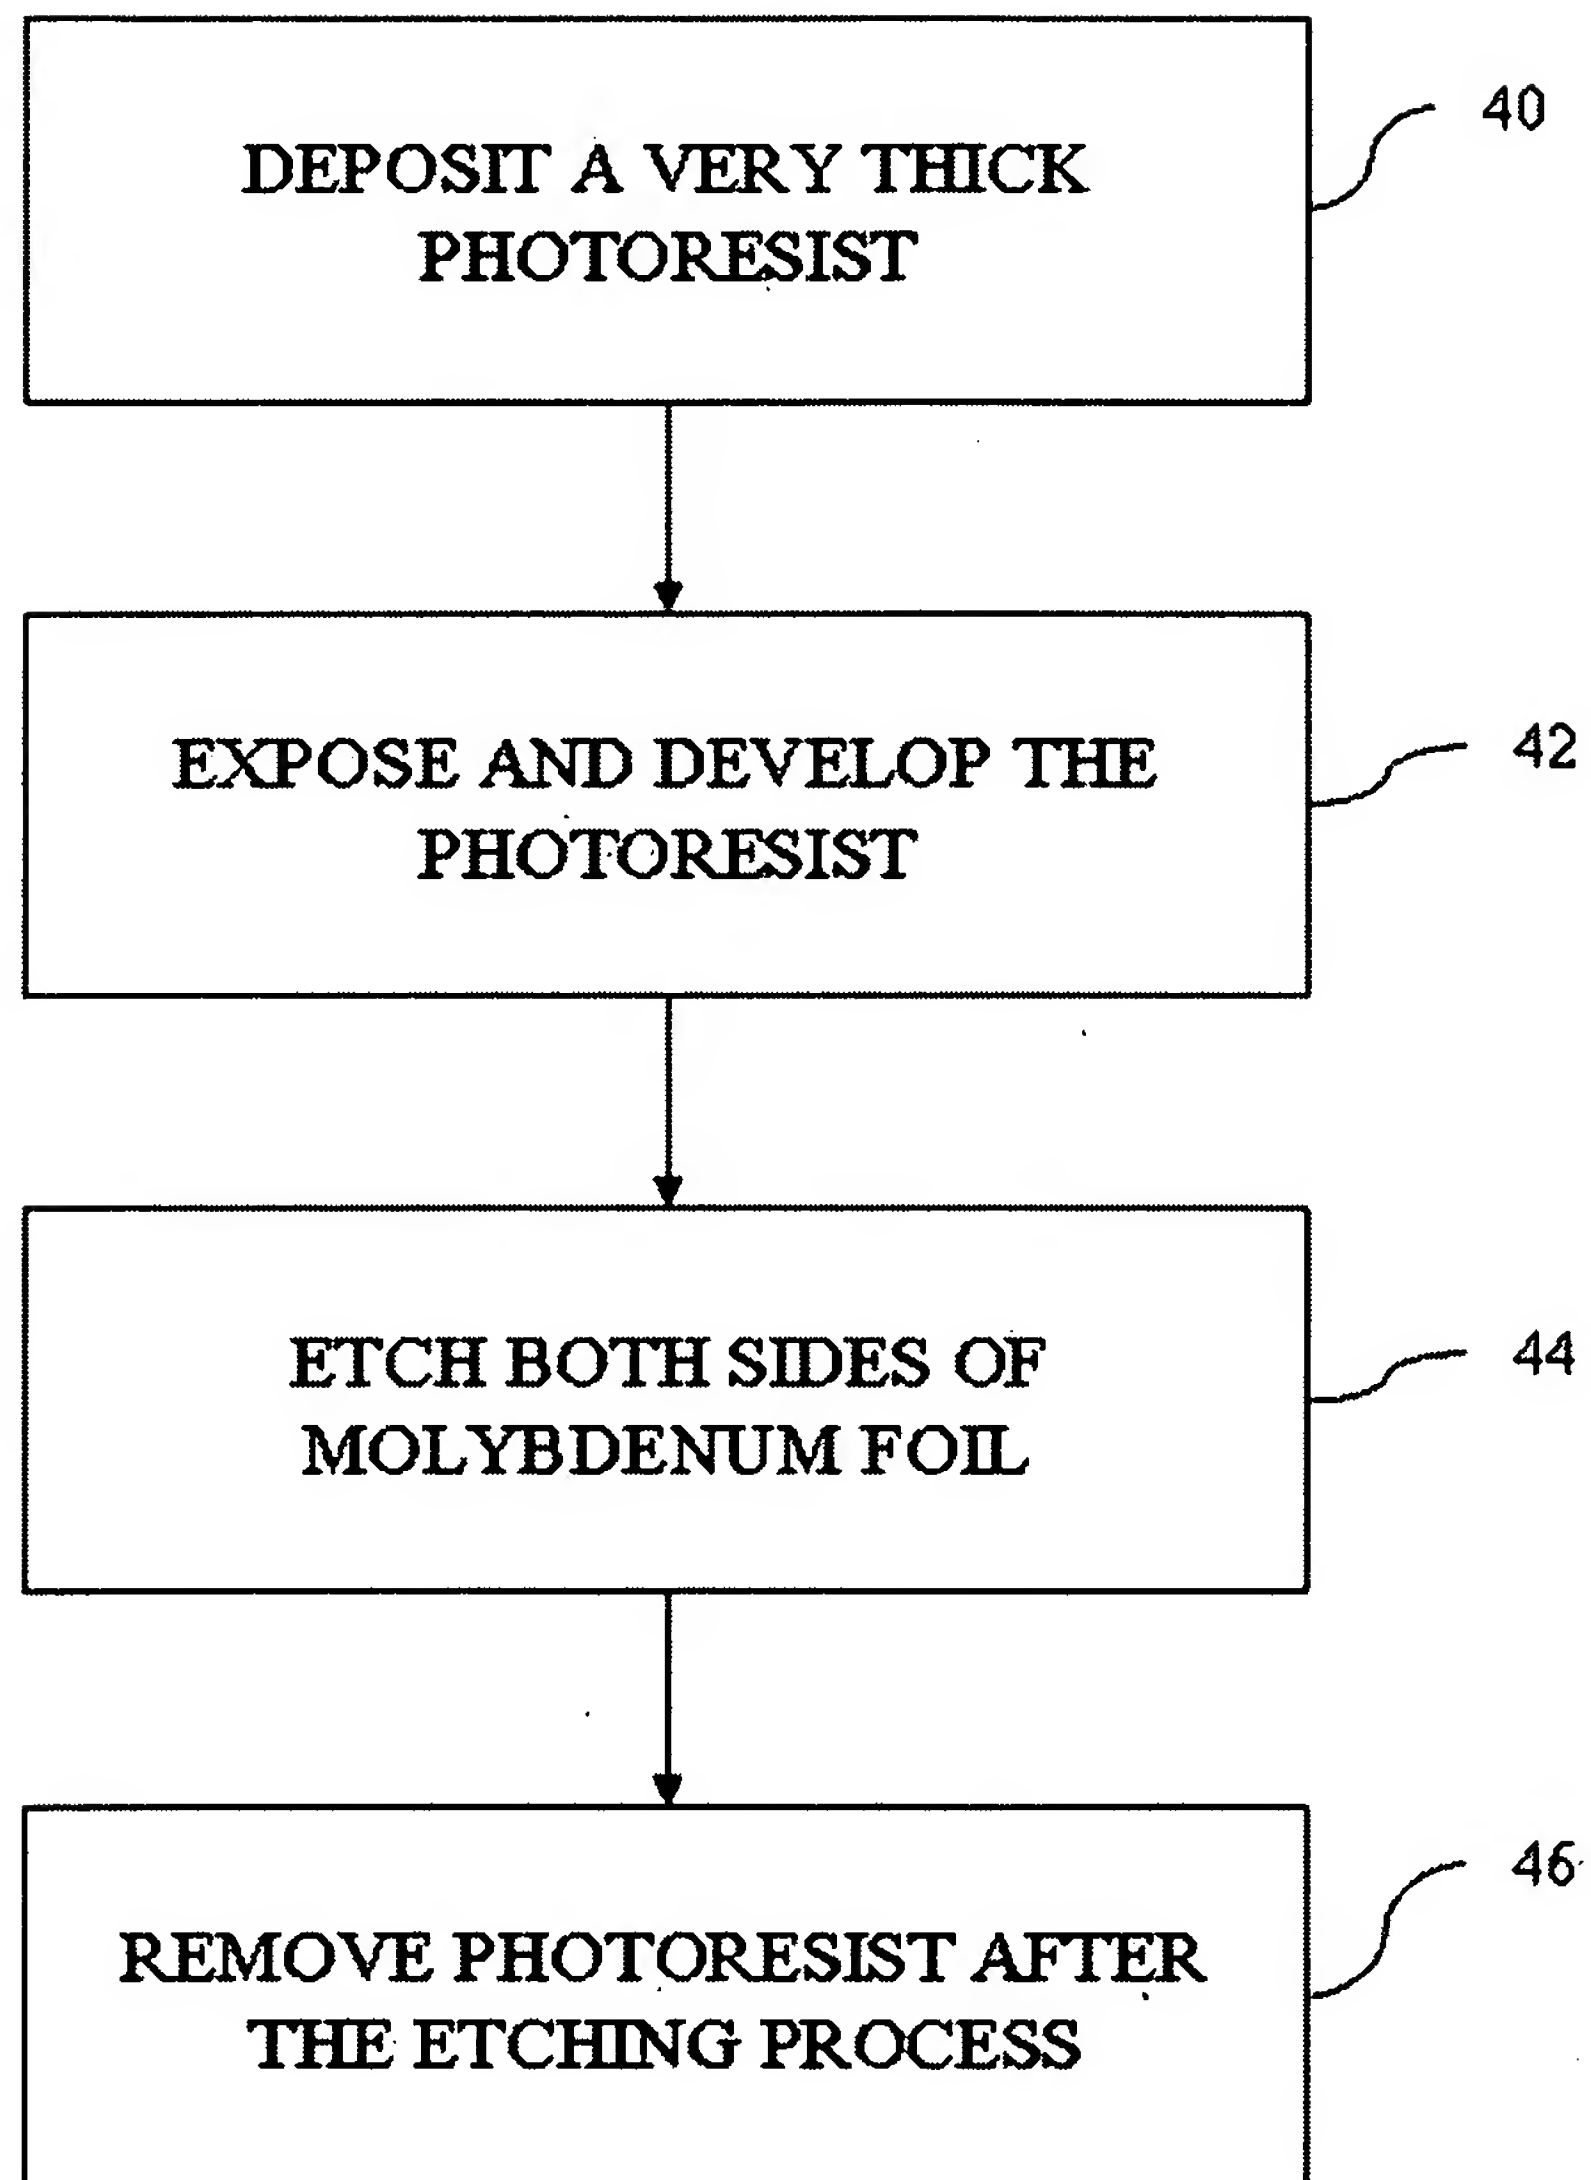 DEPOSIT A VERY THICK
PHOTORESIST
40
EXPOSE AND DEVELOP THE
PHOTORESIST
42
ETCH BOTH SIDES OF
MOLYBDENUM FOIL
44
REMOVE PHOTORESIST AFTER
THE ETCHING PROCESS
46